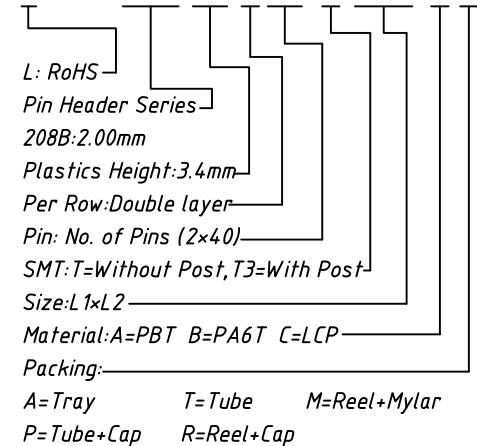 L: RoHS
Pin Header Series
208B:2.00mm
Plastics Height:3.4mm
Per Row:Double layer
Pin: No. of Pins (2×40)
SMT:T=Without Post,T3=With Post
Size:L1×L2
Material:A=PBT B=PA6T C=LCP
Packing:
A=Tray T=Tube M=Reel+Mylar
P=Tube+Cap R=Reel+Cap